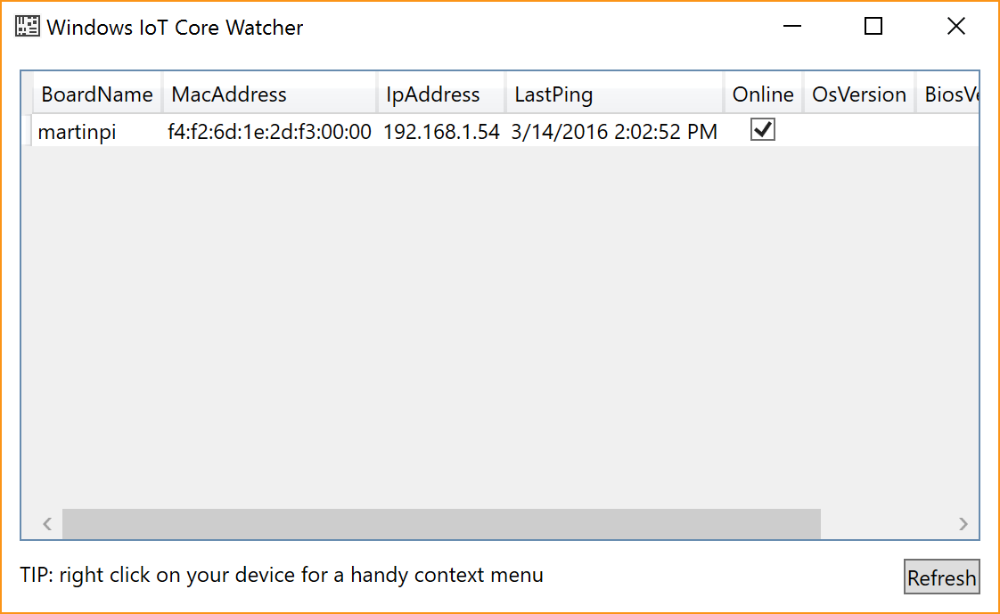 Windows IoT Core Watcher
BoardName MacAddress IpAddress LastPing Online OsVersion BiosVe
martinpi f4:f2:6d:1e:2d:f3:00:00 192.168.1.54 3/14/2016 2:02:52 PM
TIP: right click on your device for a handy context menu
Refresh